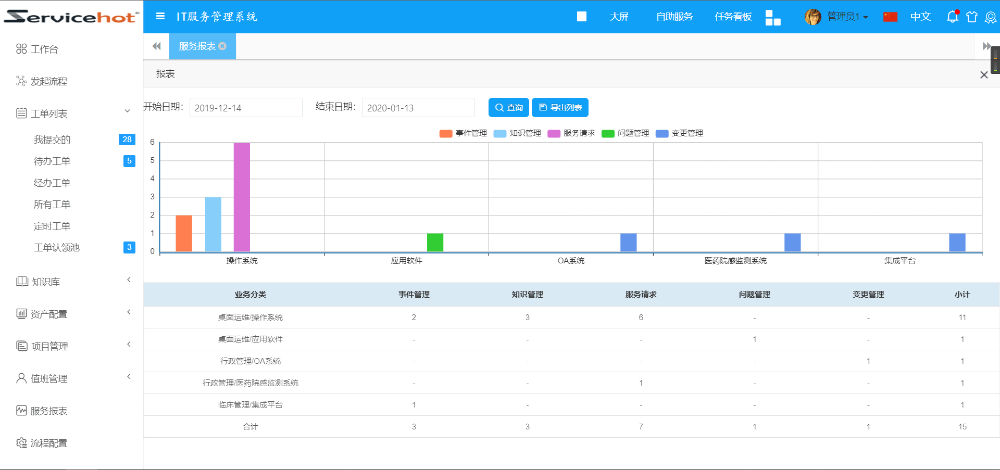 Servicehot
IT服务管理系统
大屏
自助服务
任务看板
管理员1
中文
工作台
发起流程
工单列表
我提交的 28
待办工单 5
经办工单
所有工单
定时工单
工单认领池 3
知识库
资产配置
项目管理
值班管理
服务报表
流程配置
服务报表
报表
开始日期: 2019-12-14 结束日期: 2020-01-13 查询 导出列表
事件管理 知识管理 服务请求 问题管理 变更管理
6
5
4
3
2
1
0
操作系统 应用软件 OA系统 医药院感监测系统 集成平台
业务分类 事件管理 知识管理 服务请求 问题管理 变更管理 小计
桌面运维/操作系统 2 3 6 - - 11
桌面运维/应用软件 - - - 1 - 1
行政管理/OA系统 - - - - 1 1
行政管理/医药院感监测系统 - - 1 - - 1
临床管理/集成平台 1 - - - - 1
合计 3 3 7 1 1 15